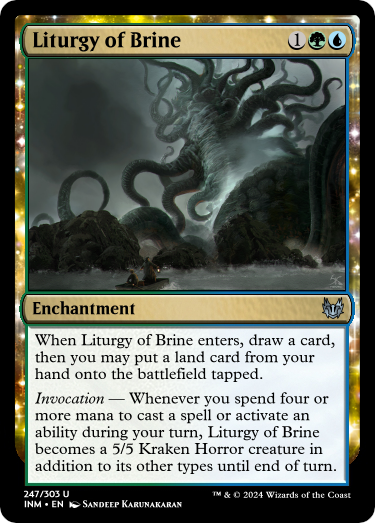 Liturgy of Brine 1
Enchantment
When Liturgy of Brine enters, draw a card,
then you may put a land card from your
hand onto the battlefield tapped.
Invocation — Whenever you spend four or
more mana to cast a spell or activate an
ability during your turn, Liturgy of Brine
becomes a 5/5 Kraken Horror creature in
addition to its other types until end of turn.
247/303 U
INM • EN Sandeep Karunakaran
™ & © 2024 Wizards of the Coast